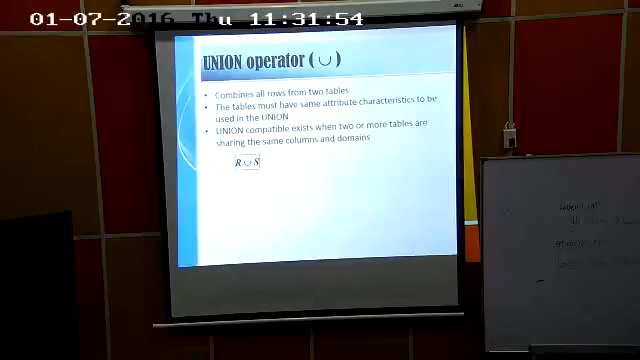 01-07-2016 Thu 11:31:54
UNION operator ( ∪ )
• Combines all rows from two tables
• The tables must have same attribute characteristics to be
used in the UNION
• UNION compatible exists when two or more tables are
sharing the same columns and domains
R ∪ S